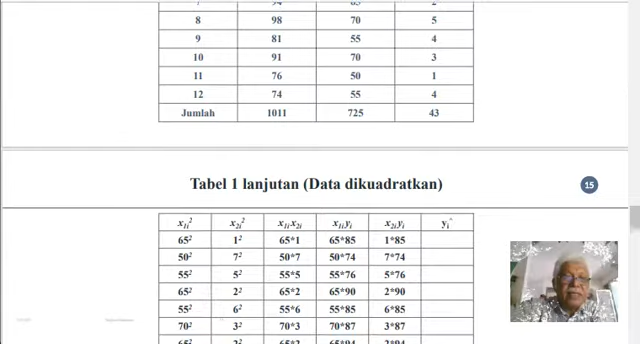 8 98 70 5
9 81 55 4
10 91 70 3
11 76 50 1
12 74 55 4
Jumlah 1011 725 43
Tabel 1 lanjutan (Data dikuadratkan)
15
x₁ᵢ² x₂ᵢ² x₁ᵢx₂ᵢ x₁ᵢyᵢ x₂ᵢyᵢ yᵢ^
65² 1² 65*1 65*85 1*85
50² 7² 50*7 50*74 7*74
55² 5² 55*5 55*76 5*76
65² 2² 65*2 65*90 2*90
55² 6² 55*6 55*85 6*85
70² 3² 70*3 70*87 3*87